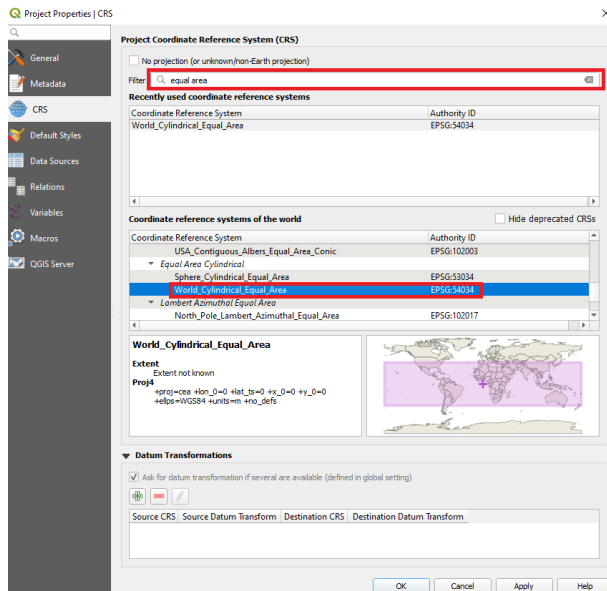 Project Properties | CRS
General
Metadata
CRS
Default Styles
Data Sources
Relations
Variables
Macros
QGIS Server
Project Coordinate Reference System (CRS)
No projection (or unknown/non-Earth projection)
Filter equal area
Recently used coordinate reference systems
Coordinate Reference System Authority ID
World_Cylindrical_Equal_Area EPSG:54034
Coordinate reference systems of the world Hide deprecated CRSs
Coordinate Reference System Authority ID
USA_Contiguous_Albers_Equal_Area_Conic EPSG:102003
Equal Area Cylindrical
Sphere_Cylindrical_Equal_Area EPSG:53034
World_Cylindrical_Equal_Area EPSG:54034
Lambert Azimuthal Equal Area
North_Pole_Lambert_Azimuthal_Equal_Area EPSG:102017
World_Cylindrical_Equal_Area
Extent
Extent not known
Proj4
+proj=cea +lon_0=0 +lat_ts=0 +x_0=0 +y_0=0
+ellps=WGS84 +units=m +no_defs
Datum Transformations
Ask for datum transformation if several are available (defined in global setting)
Source CRS Source Datum Transform Destination CRS Destination Datum Transform
OK Cancel Apply Help